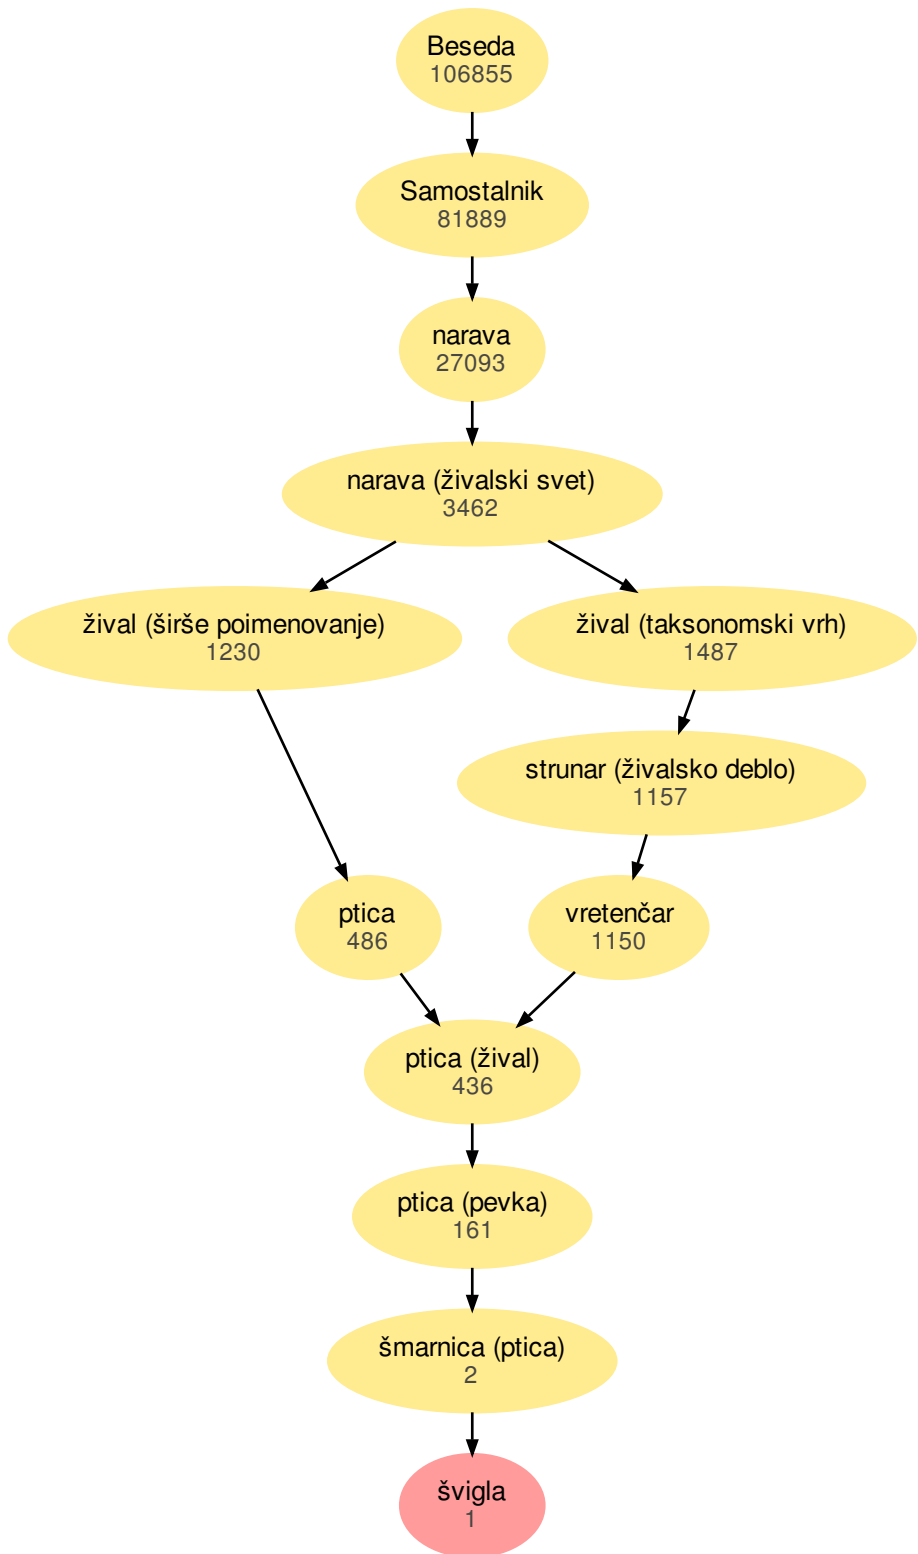 Beseda
106855
Samostalnik
81889
narava
27093
narava (živalski svet)
3462
žival (širše poimenovanje)
1230
žival (taksonomski vrh)
1487
strunar (živalsko deblo)
1157
ptica
486
vretenčar
1150
ptica (žival)
436
ptica (pevka)
161
šmarnica (ptica)
2
švigla
1